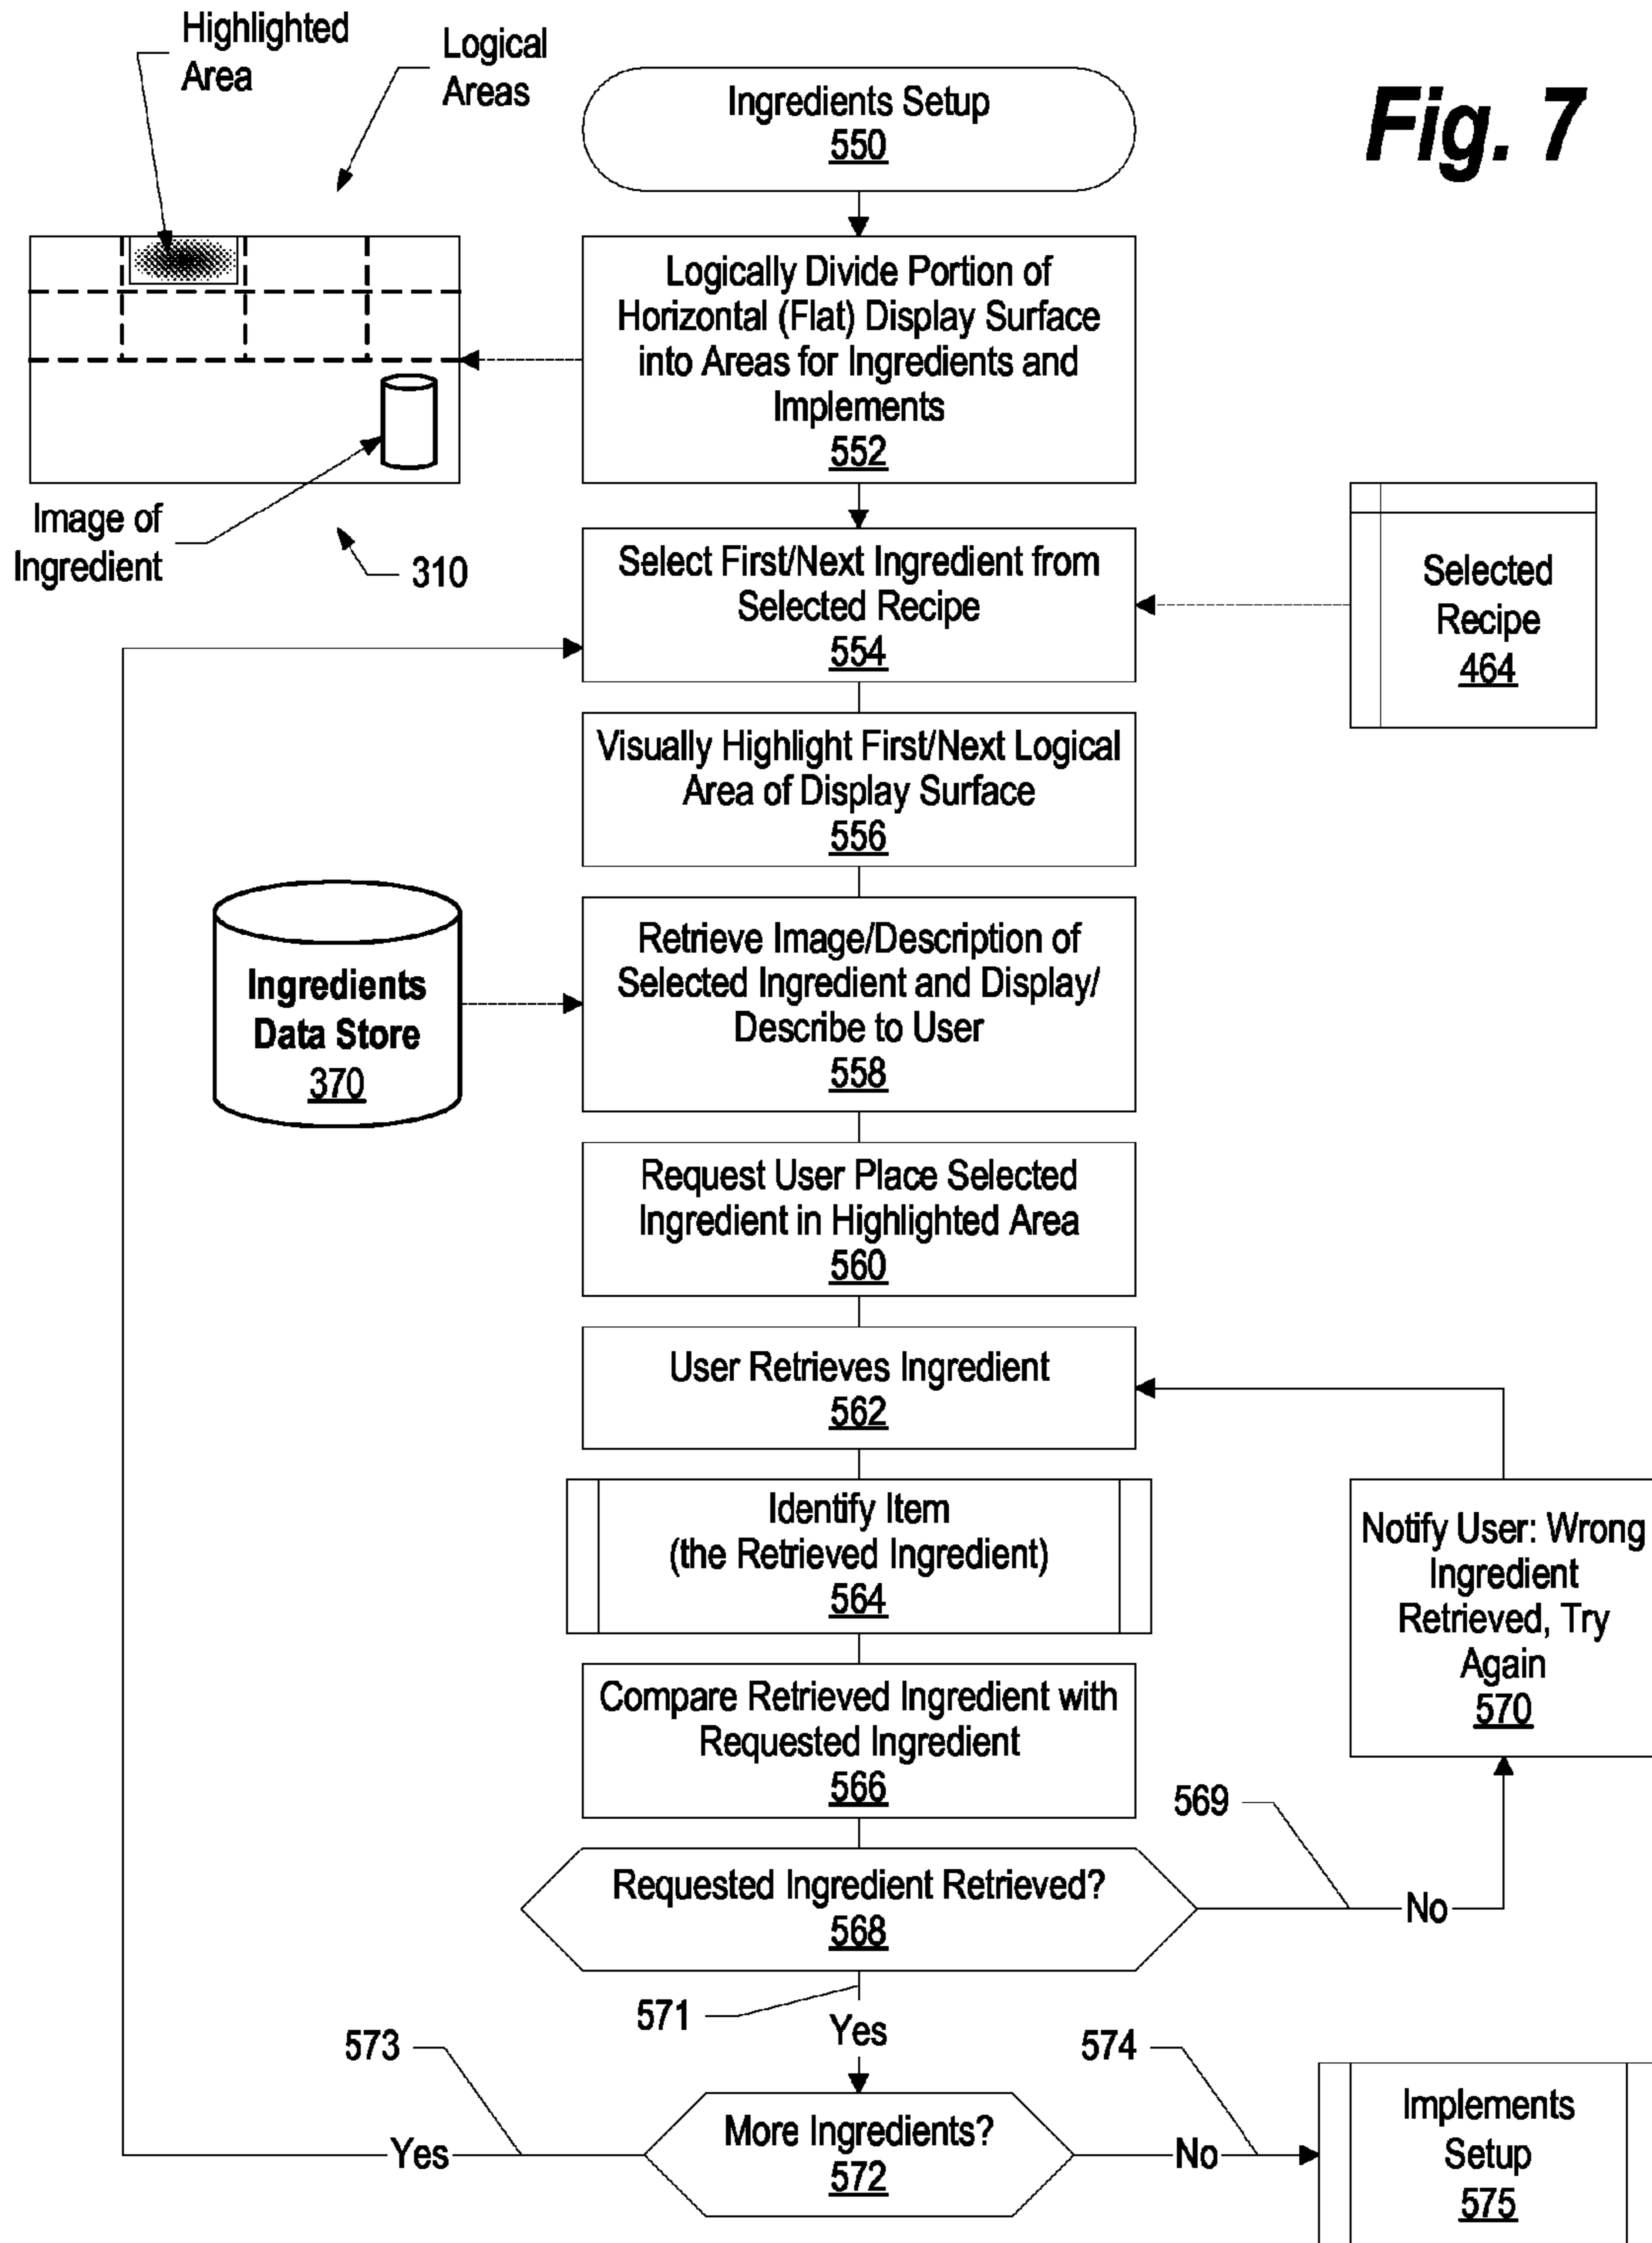 Fig. 7
Highlighted
Area
Logical
Areas
Ingredients Setup
550
Logically Divide Portion of
Horizontal (Flat) Display Surface
into Areas for Ingredients and
Implements
552
Image of
Ingredient
310
Select First/Next Ingredient from
Selected Recipe
554
Selected
Recipe
464
Visually Highlight First/Next Logical
Area of Display Surface
556
Ingredients
Data Store
370
Retrieve Image/Description of
Selected Ingredient and Display/
Describe to User
558
Request User Place Selected
Ingredient in Highlighted Area
560
User Retrieves Ingredient
562
Identify Item
(the Retrieved Ingredient)
564
Notify User: Wrong
Ingredient
Retrieved, Try
Again
570
Compare Retrieved Ingredient with
Requested Ingredient
566
569
Requested Ingredient Retrieved?
568
No
571
Yes
573
574
More Ingredients?
572
Yes
No
Implements
Setup
575